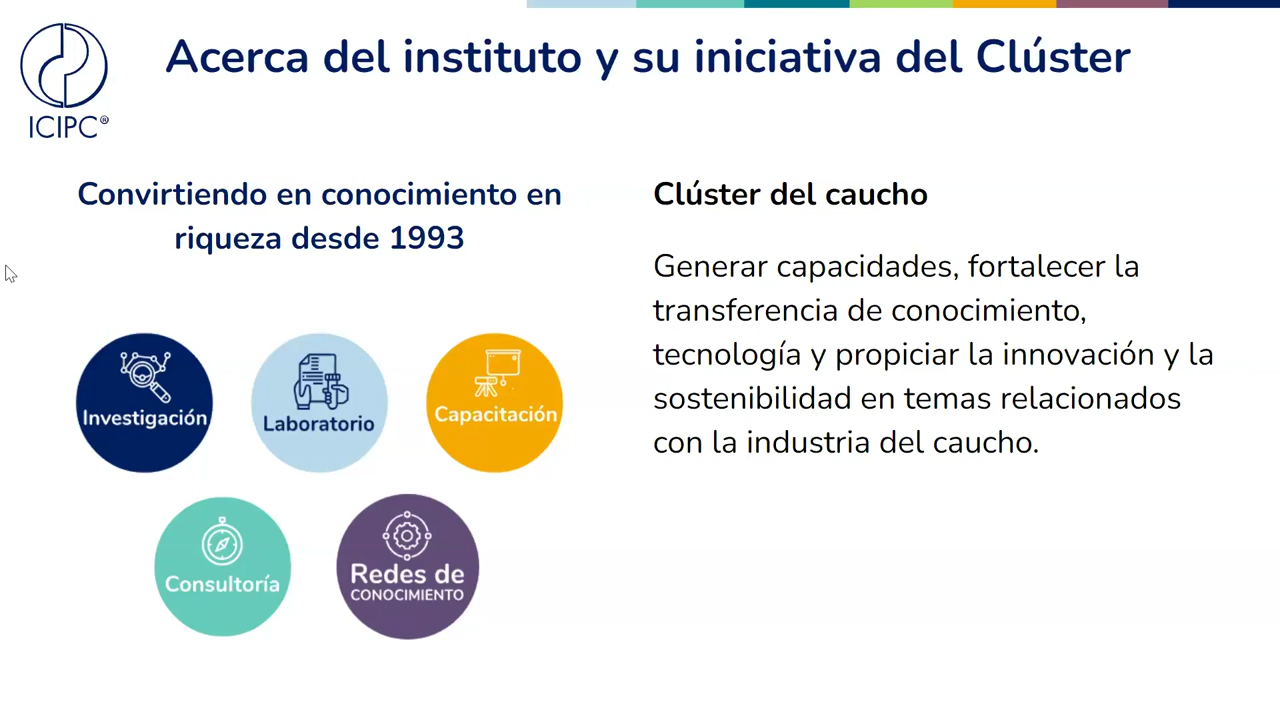 Acerca del instituto y su iniciativa del Clúster
ICIPC®
Convirtiendo en conocimiento en
riqueza desde 1993
Investigación
Laboratorio
Capacitación
Consultoría
Redes de
CONOCIMIENTO
Clúster del caucho
Generar capacidades, fortalecer la
transferencia de conocimiento,
tecnología y propiciar la innovación y la
sostenibilidad en temas relacionados
con la industria del caucho.